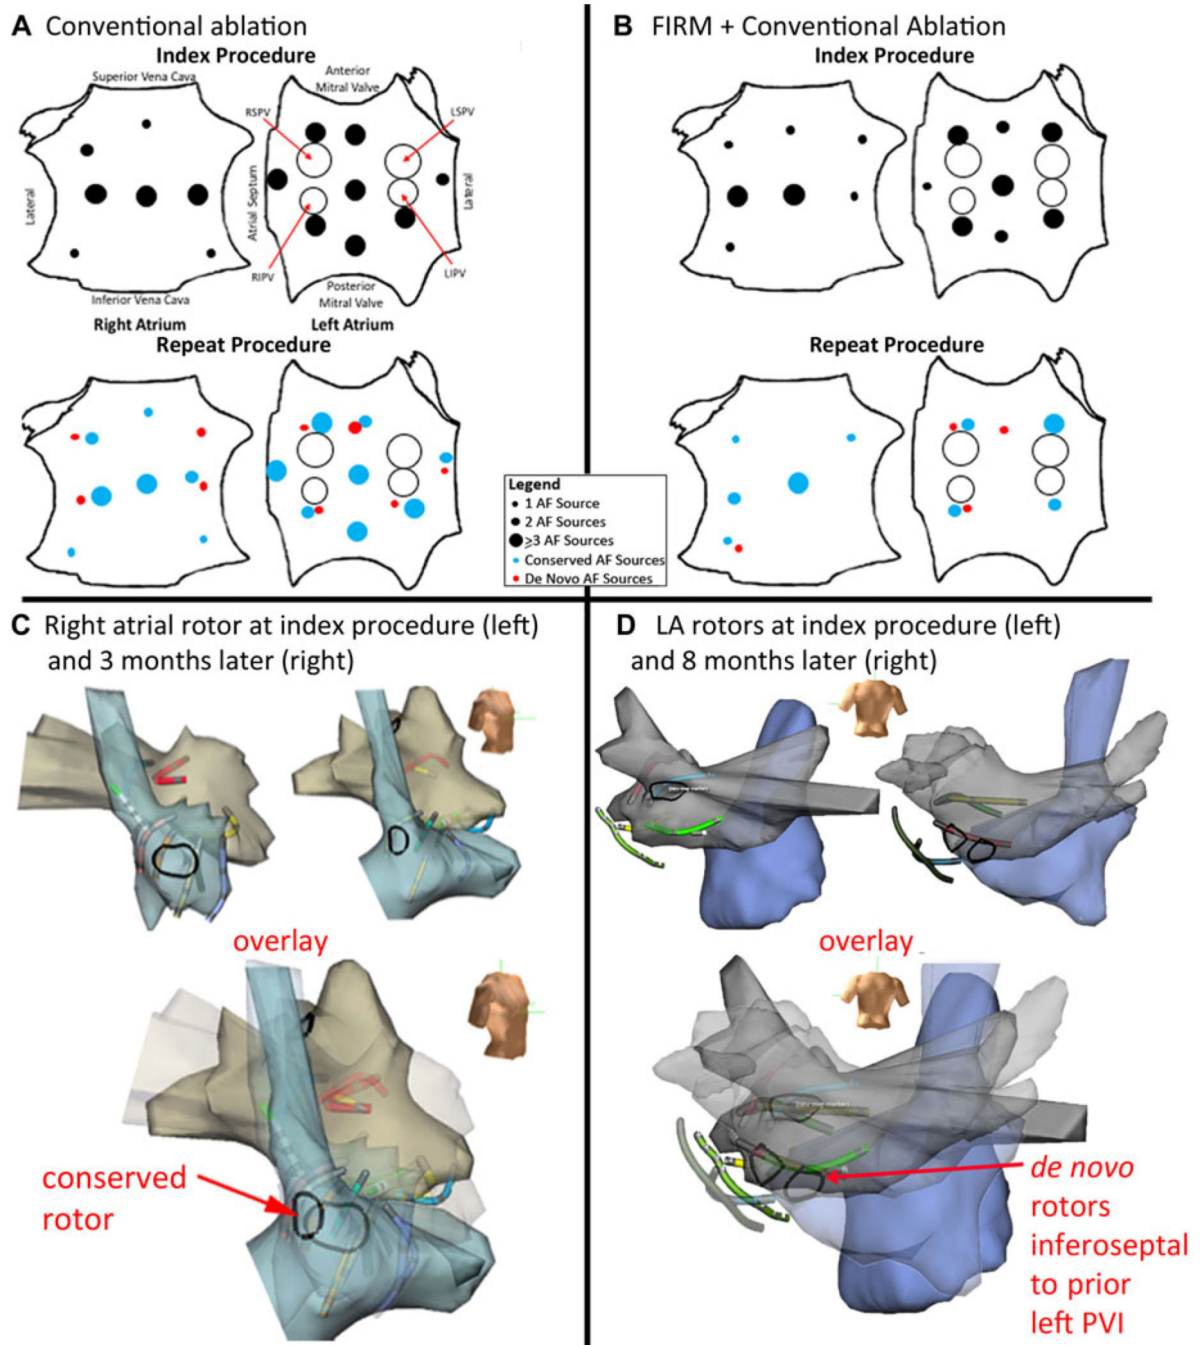 A Conventional ablation
Index Procedure
Superior Vena Cava
Anterior
Mitral Valve
RSPV
LSPV
Lateral
Atrial Septum
Lateral
RIPV
LIPV
Inferior Vena Cava
Posterior
Mitral Valve
Right Atrium
Left Atrium
Repeat Procedure
B FIRM + Conventional Ablation
Index Procedure
Repeat Procedure
Legend
1 AF Source
2 AF Sources
≥3 AF Sources
Conserved AF Sources
De Novo AF Sources
C Right atrial rotor at index procedure (left)
and 3 months later (right)
overlay
conserved
rotor
D LA rotors at index procedure (left)
and 8 months later (right)
overlay
de novo
rotors
inferoseptal
to prior
left PVI